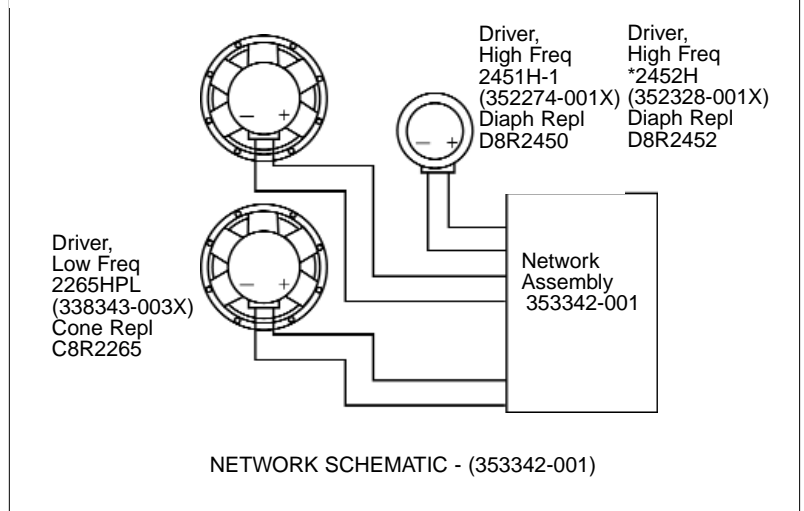 Driver,
High Freq
2451H-1
(352274-001X)
Diaph Repl
D8R2450
Driver,
High Freq
*2452H
(352328-001X)
Diaph Repl
D8R2452
− +
− +
Driver,
Low Freq
2265HPL
(338343-003X)
Cone Repl
C8R2265
− +
Network
Assembly
353342-001
NETWORK SCHEMATIC - (353342-001)